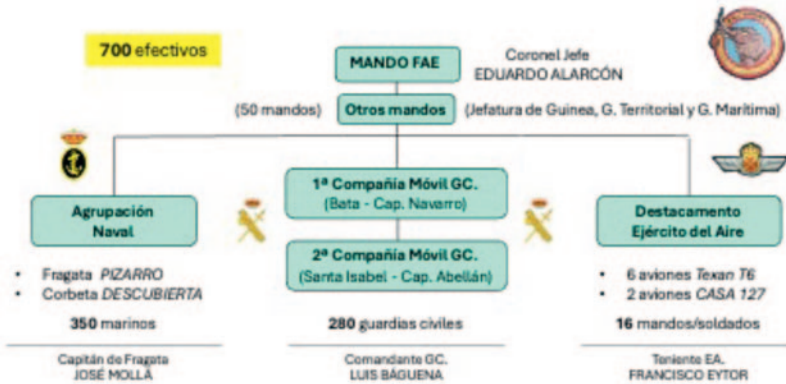 700 efectivos
MANDO FAE
Coronel Jefe
EDUARDO ALARCÓN
(50 mandos)
Otros mandos
(Jefatura de Guinea, G. Territorial y G. Marítima)
Agrupación
Naval
1ª Compañía Móvil GC.
(Bata - Cap. Navarro)
2ª Compañía Móvil GC.
(Santa Isabel - Cap. Abellán)
Destacamento
Ejército del Aire
• Fragata PIZARRO
• Corbeta DESCUBIERTA
350 marinos
280 guardias civiles
• 6 aviones Texan T6
• 2 aviones CASA 127
16 mandos/soldados
Capitán de Fragata
JOSÉ MOLLÁ
Comandante GC.
LUIS BÁGUENA
Teniente EA.
FRANCISCO EYTOR